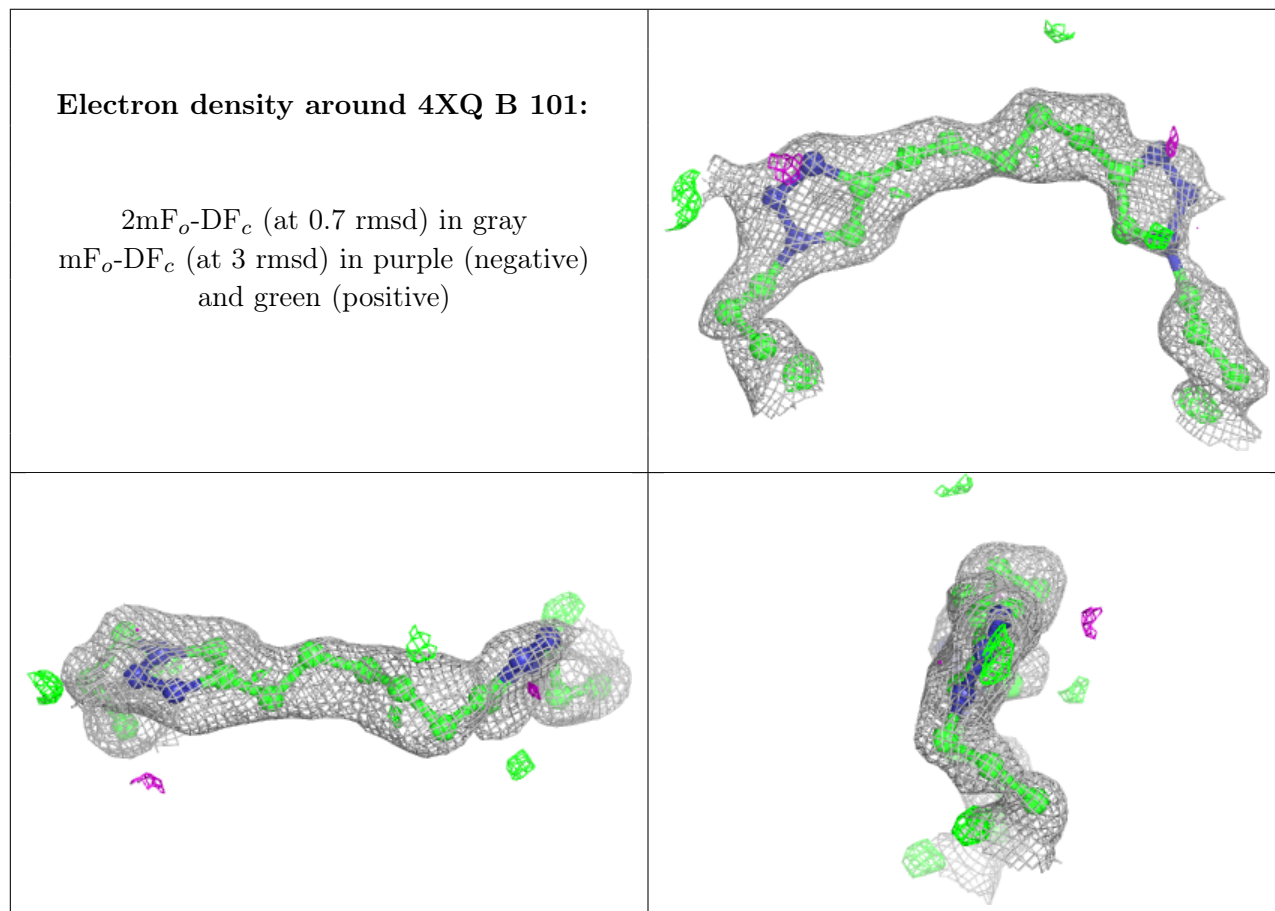 Electron density around 4XQ B 101:
2mFₒ-DF𝒸 (at 0.7 rmsd) in gray
mFₒ-DF𝒸 (at 3 rmsd) in purple (negative)
and green (positive)